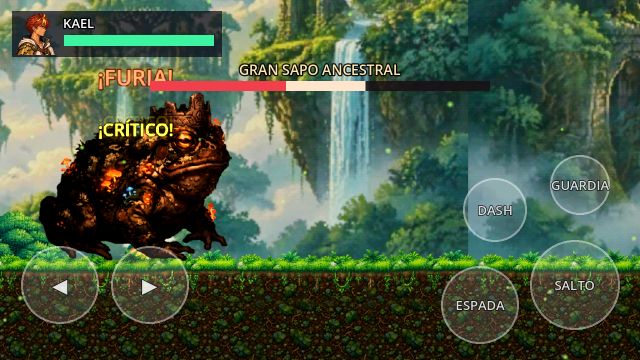 KAEL
GRAN SAPO ANCESTRAL
¡FURIA!
¡CRÍTICO!
GUARDIA
DASH
SALTO
ESPADA